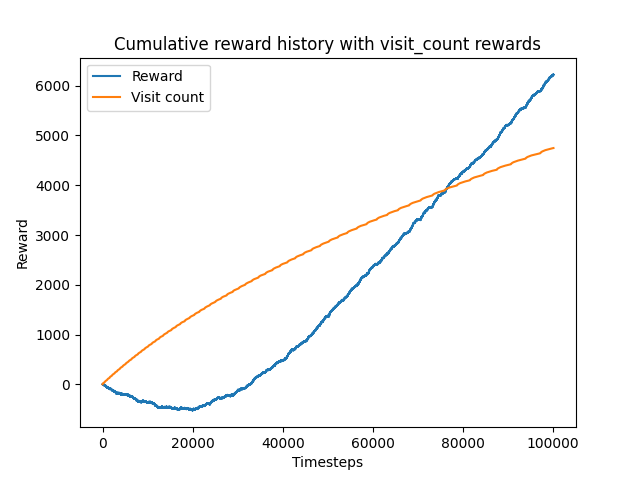 Cumulative reward history with visit_count rewards
Reward
Visit count
6000
5000
4000
3000
2000
1000
0
Reward
0
20000
40000
60000
80000
100000
Timesteps